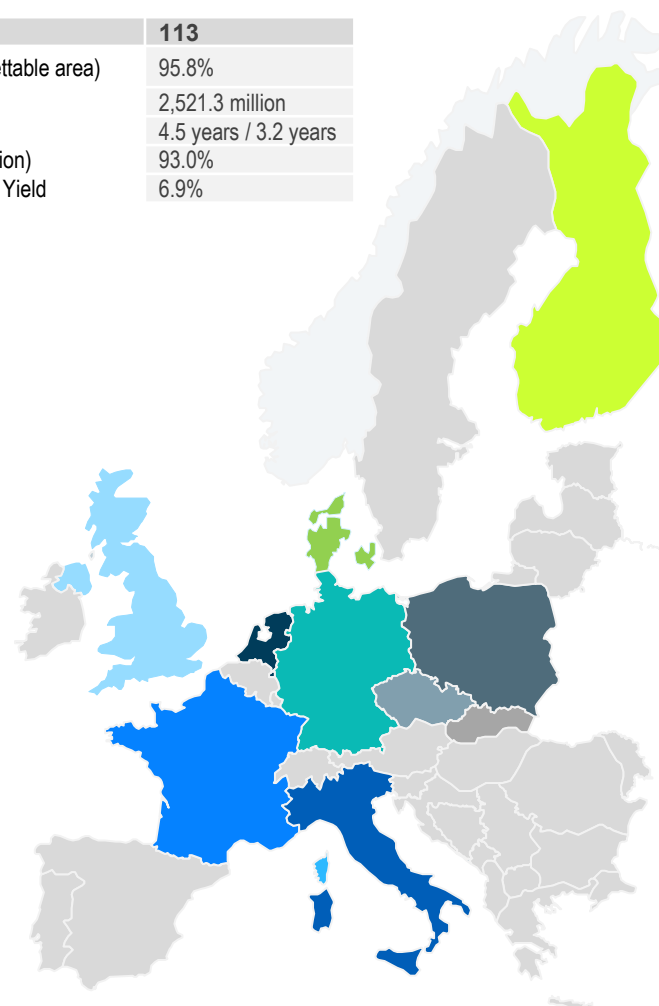 113
ettable area) 95.8%
2,521.3 million
4.5 years / 3.2 years
ion) 93.0%
Yield 6.9%